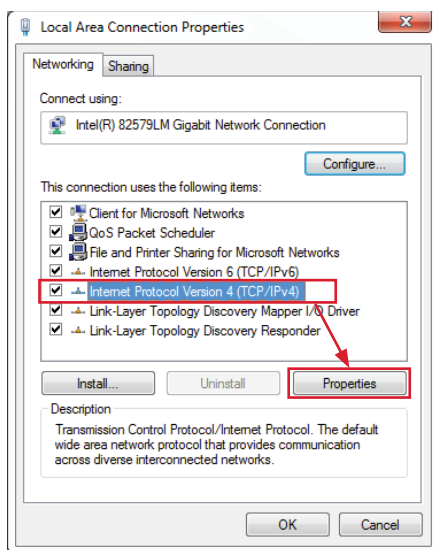 Local Area Connection Properties
Networking Sharing
Connect using:
Intel(R) 82579LM Gigabit Network Connection
Configure...
This connection uses the following items:
Client for Microsoft Networks
QoS Packet Scheduler
File and Printer Sharing for Microsoft Networks
Internet Protocol Version 6 (TCP/IPv6)
Internet Protocol Version 4 (TCP/IPv4)
Link-Layer Topology Discovery Mapper I/O Driver
Link-Layer Topology Discovery Responder
Install... Uninstall Properties
Description
Transmission Control Protocol/Internet Protocol. The default
wide area network protocol that provides communication
across diverse interconnected networks.
OK Cancel